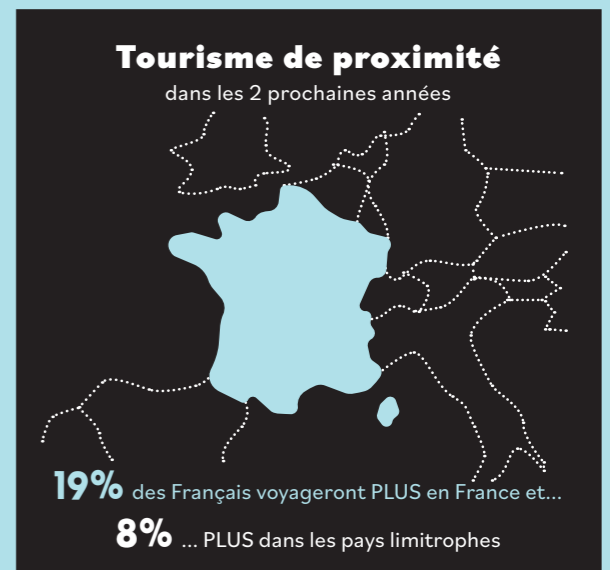 Tourisme de proximité
dans les 2 prochaines années
19% des Français voyageront PLUS en France et...
8% ... PLUS dans les pays limitrophes